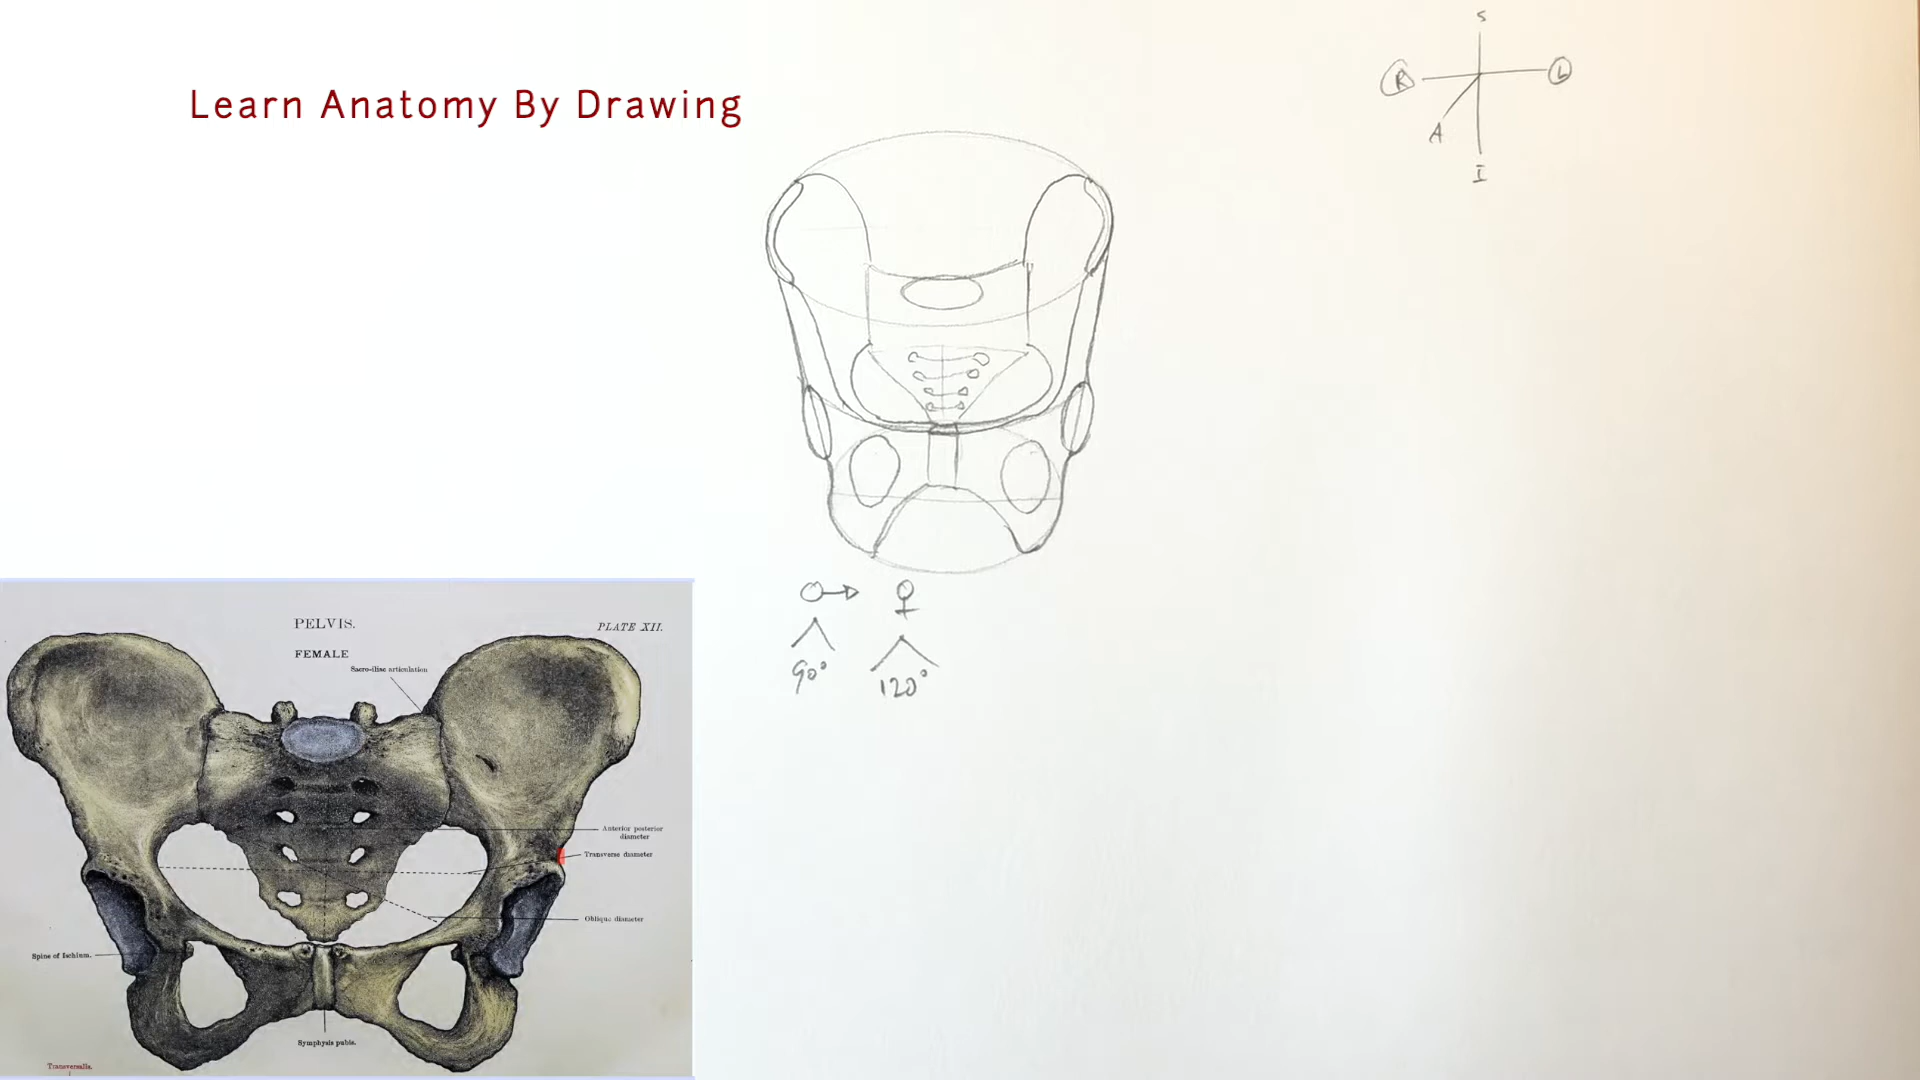 Learn Anatomy By Drawing
S
R
L
A
I
90°
120°
PELVIS.
PLATE XII.
FEMALE
Sacro-iliac articulation
Anterior posterior
diameter
Transverse diameter
Oblique diameter
Spine of Ischium.
Symphysis pubis.
Transversalis.